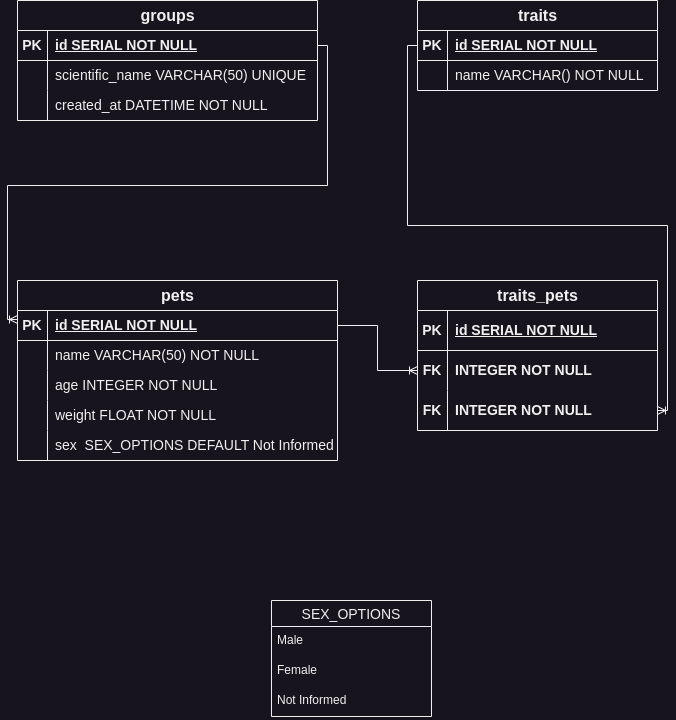 groups
PK id SERIAL NOT NULL
scientific_name VARCHAR(50) UNIQUE
created_at DATETIME NOT NULL
traits
PK id SERIAL NOT NULL
name VARCHAR() NOT NULL
pets
PK id SERIAL NOT NULL
name VARCHAR(50) NOT NULL
age INTEGER NOT NULL
weight FLOAT NOT NULL
sex  SEX_OPTIONS DEFAULT Not Informed
traits_pets
PK id SERIAL NOT NULL
FK INTEGER NOT NULL
FK INTEGER NOT NULL
SEX_OPTIONS
Male
Female
Not Informed